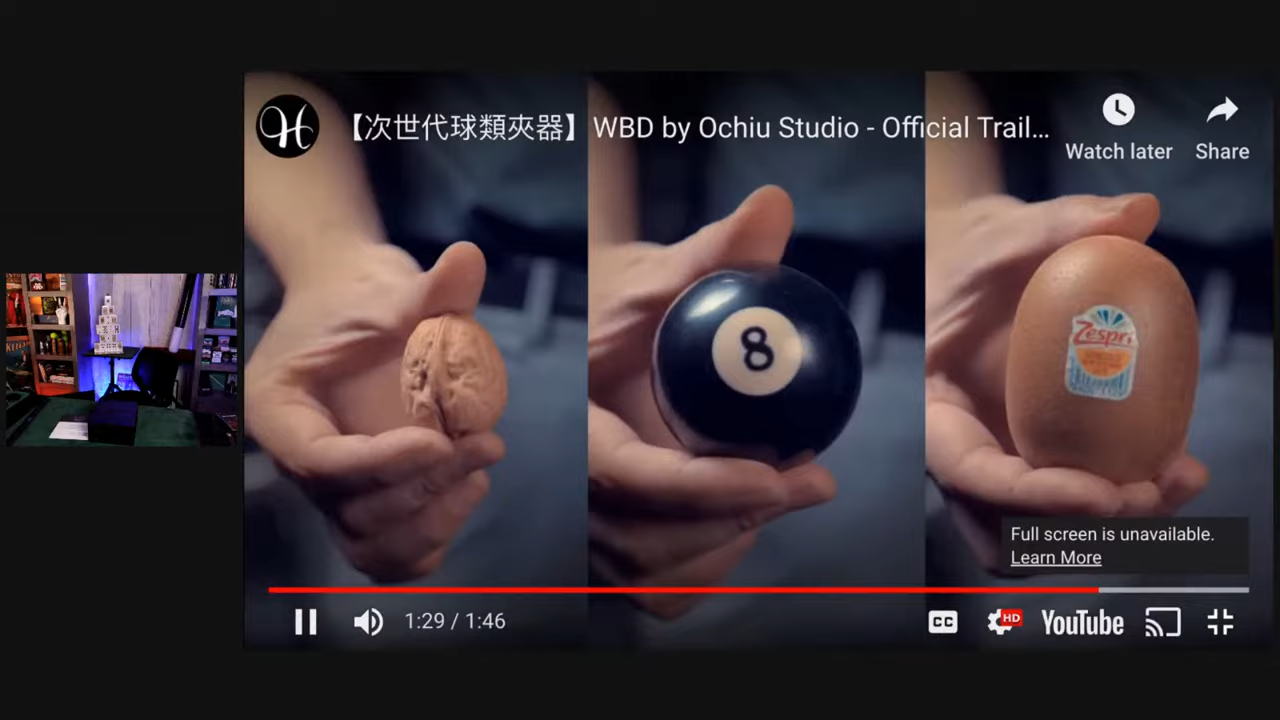 【次世代球類夾器】 WBD by Ochiu Studio - Official Trail...
Watch later
Share
8
Zespri
Full screen is unavailable.
Learn More
1:29 / 1:46
CC
HD
YouTube